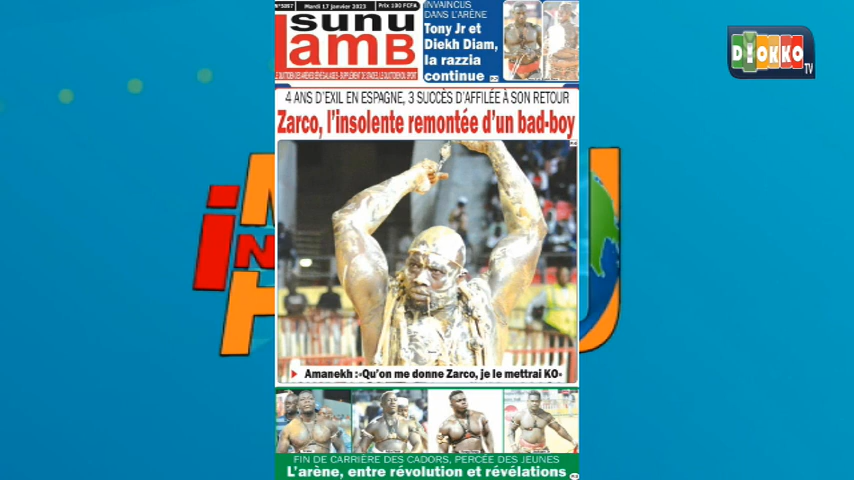 N°5057 Mardi 17 janvier 2023 Prix 100 FCFA
SUNU
lamB
INVAINCUS
DANS L'ARÈNE
Tony Jr et
Diekh Diam,
la razzia
continue
DIOKKO
TV
4 ANS D'EXIL EN ESPAGNE, 3 SUCCÈS D'AFFILÉE À SON RETOUR
Zarco, l'insolente remontée d'un bad-boy
Amanekh : «Qu'on me donne Zarco, je le mettrai KO»
FIN DE CARRIÈRE DES CADORS, PERCÉE DES JEUNES
L'arène, entre révolution et révélations